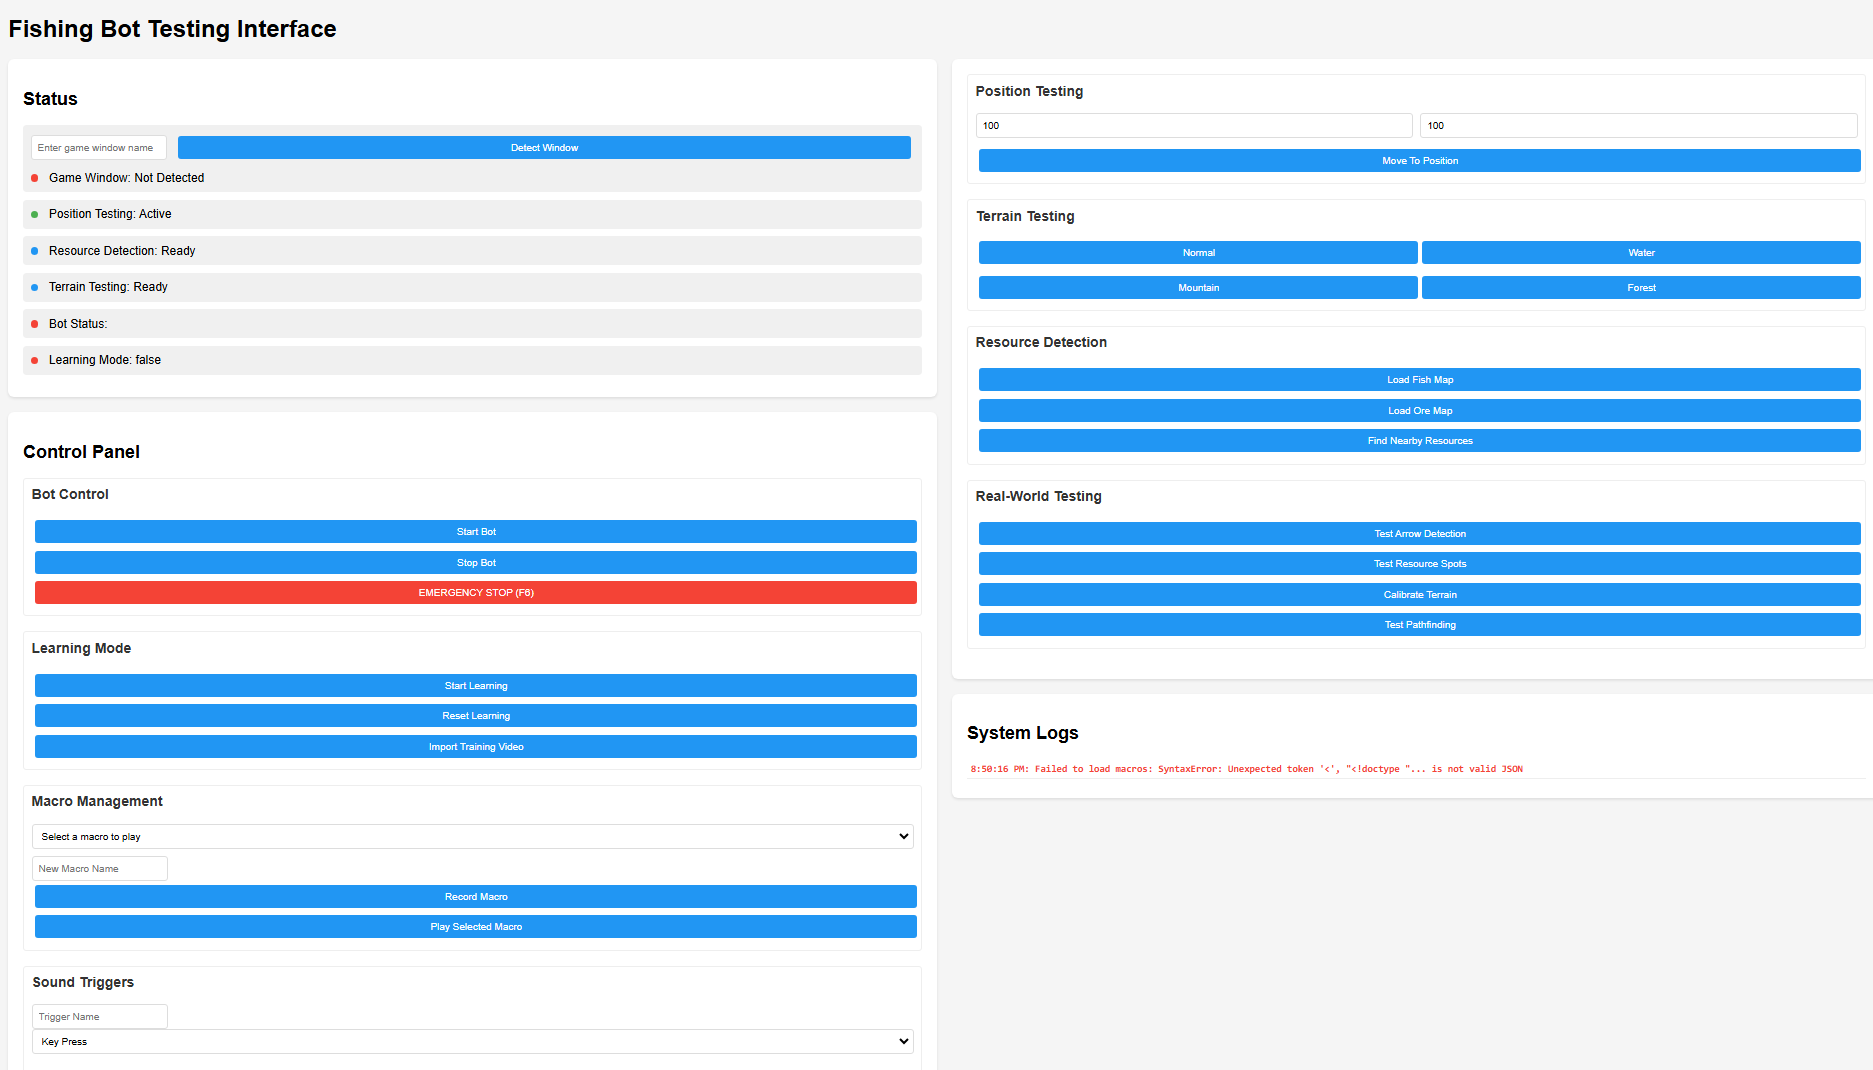 Fishing Bot Testing Interface
Status
Enter game window name
Detect Window
Game Window: Not Detected
Position Testing: Active
Resource Detection: Ready
Terrain Testing: Ready
Bot Status:
Learning Mode: false
Control Panel
Bot Control
Start Bot
Stop Bot
EMERGENCY STOP (F6)
Learning Mode
Start Learning
Reset Learning
Import Training Video
Macro Management
Select a macro to play
New Macro Name
Record Macro
Play Selected Macro
Sound Triggers
Trigger Name
Key Press
Position Testing
100
100
Move To Position
Terrain Testing
Normal
Water
Mountain
Forest
Resource Detection
Load Fish Map
Load Ore Map
Find Nearby Resources
Real-World Testing
Test Arrow Detection
Test Resource Spots
Calibrate Terrain
Test Pathfinding
System Logs
8:50:16 PM: Failed to load macros: SyntaxError: Unexpected token '<', "<!doctype "... is not valid JSON